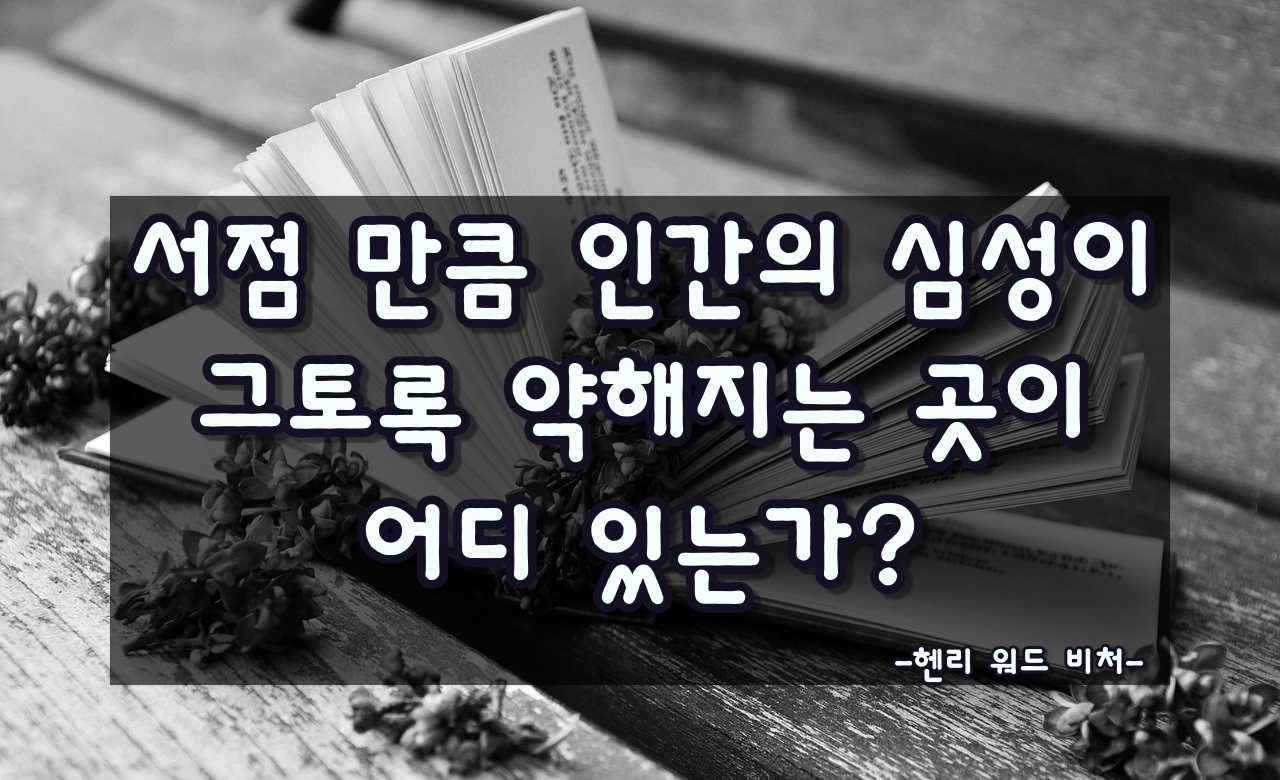 서점 만큼 인간의 심성이
그토록 약해지는 곳이
어디 있는가?
-헨리 워드 비처-